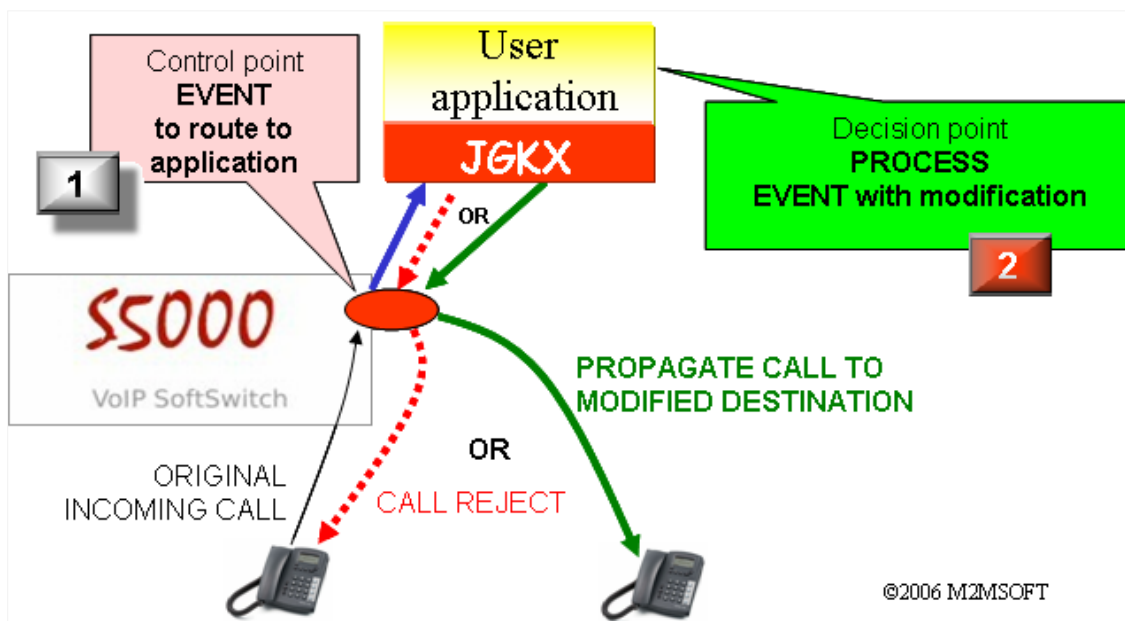 Control point
EVENT
to route to
application
1
User
application
JGKX
OR
Decision point
PROCESS
EVENT with modification
2
S5000
VoIP SoftSwitch
PROPAGATE CALL TO
MODIFIED DESTINATION
OR
CALL REJECT
ORIGINAL
INCOMING CALL
©2006 M2MSOFT